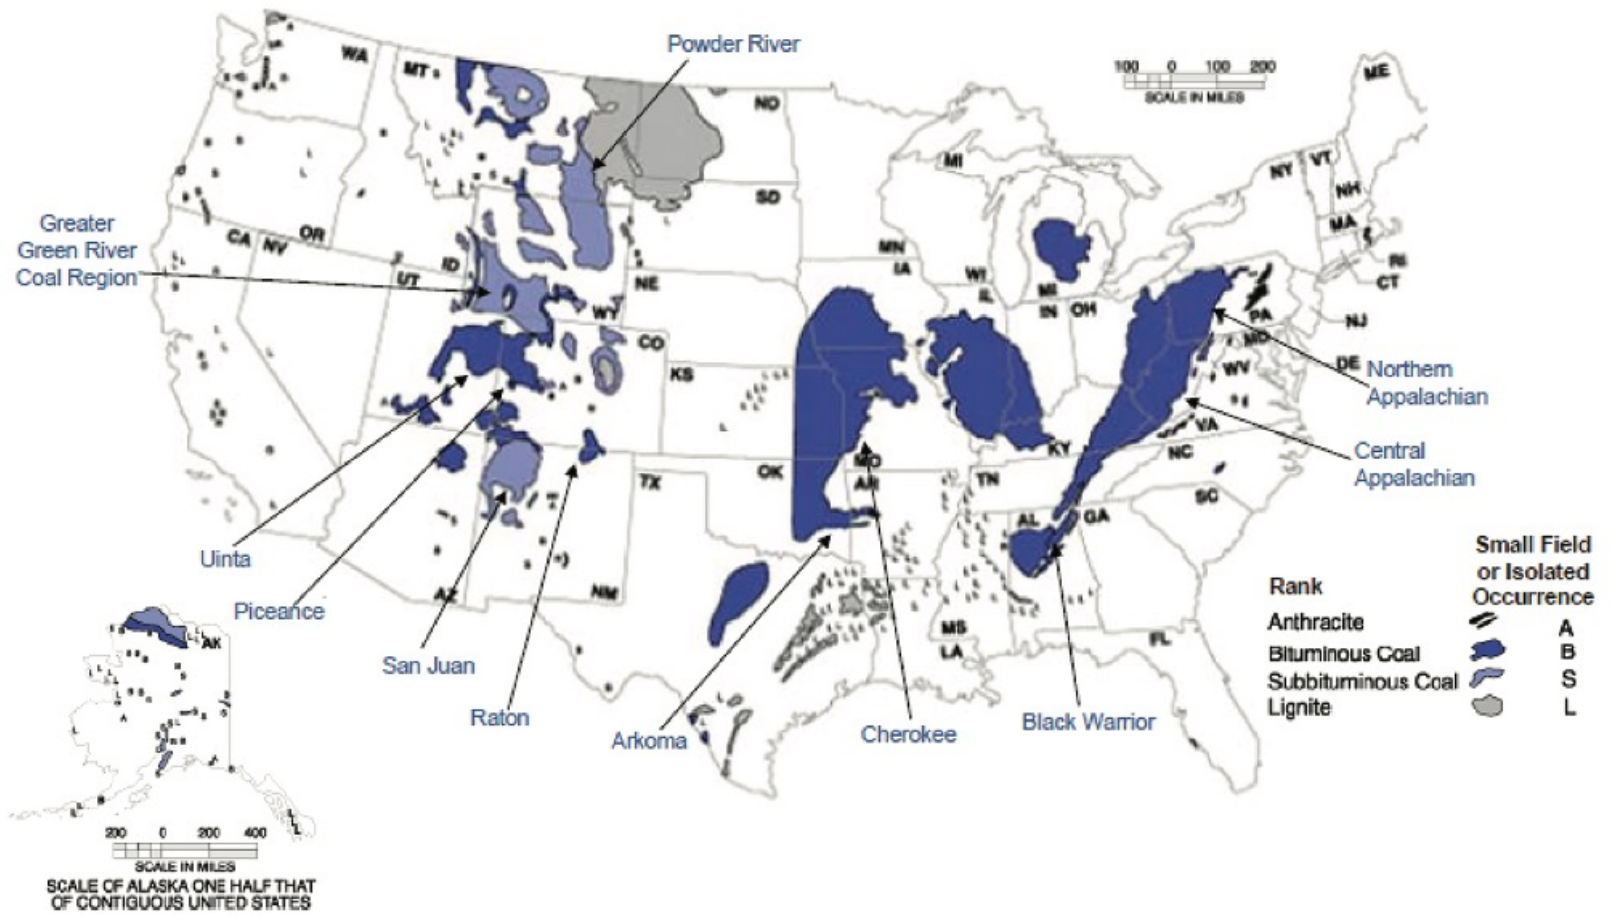 Powder River
100 0 100 200
SCALE IN MILES
WA
MT
ND
ME
MI
VT
NY
NH
SD
MA
Greater
Green River
Coal Region
OR
CA
NV
ID
UT
MN
IA
WI
RI
CT
NE
WY
IL
MI
IN
OH
PA
NJ
CO
MD
DE
KS
WV
Northern
Appalachian
VA
KY
MO
NC
Central
Appalachian
TX
OK
AR
TN
SC
AL
GA
Uinta
Small Field
or Isolated
Occurrence
Rank
Anthracite A
Bituminous Coal B
Subbituminous Coal S
Lignite L
AZ
NM
Piceance
MS
LA
FL
AK
San Juan
Raton
Arkoma
Cherokee
Black Warrior
200 0 200 400
SCALE IN MILES
SCALE OF ALASKA ONE HALF THAT
OF CONTIGUOUS UNITED STATES